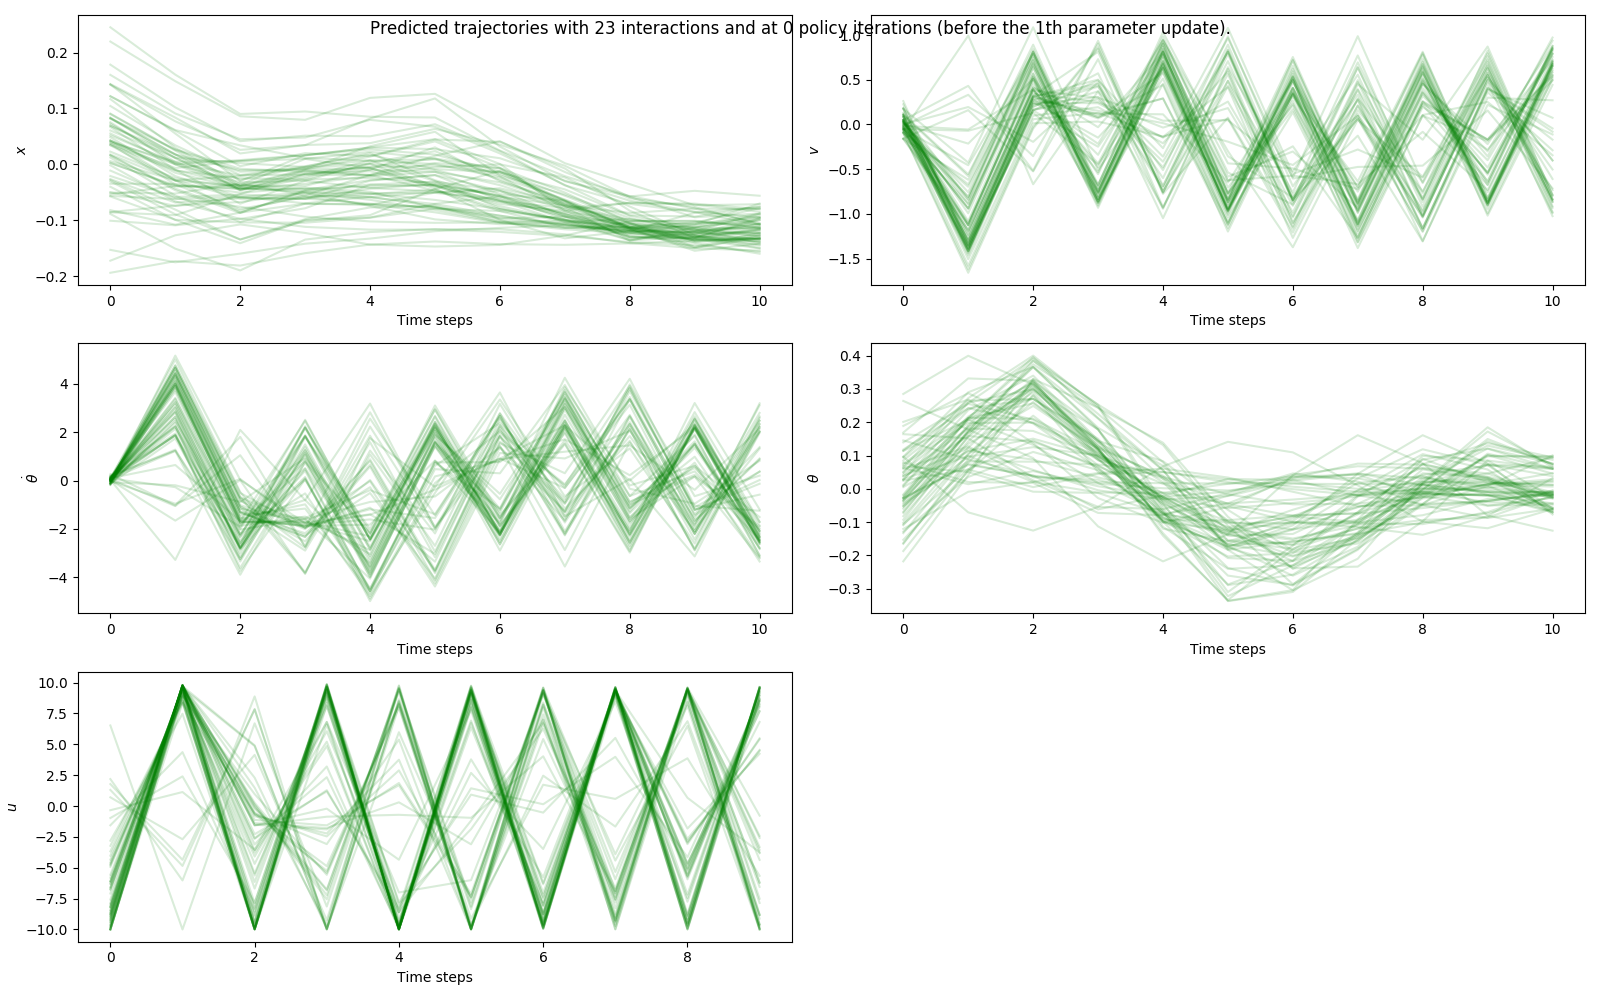 Predicted trajectories with 23 interactions and at 0 policy iterations (before the 1th parameter update).
0.2
0.1
0.0
−0.1
−0.2
x
0 2 4 6 8 10
Time steps
1.0
0.5
0.0
−0.5
−1.0
−1.5
v
0 2 4 6 8 10
Time steps
4
2
0
−2
−4
θ̇
0 2 4 6 8 10
Time steps
0.4
0.3
0.2
0.1
0.0
−0.1
−0.2
−0.3
θ
0 2 4 6 8 10
Time steps
10.0
7.5
5.0
2.5
0.0
−2.5
−5.0
−7.5
−10.0
u
0 2 4 6 8
Time steps